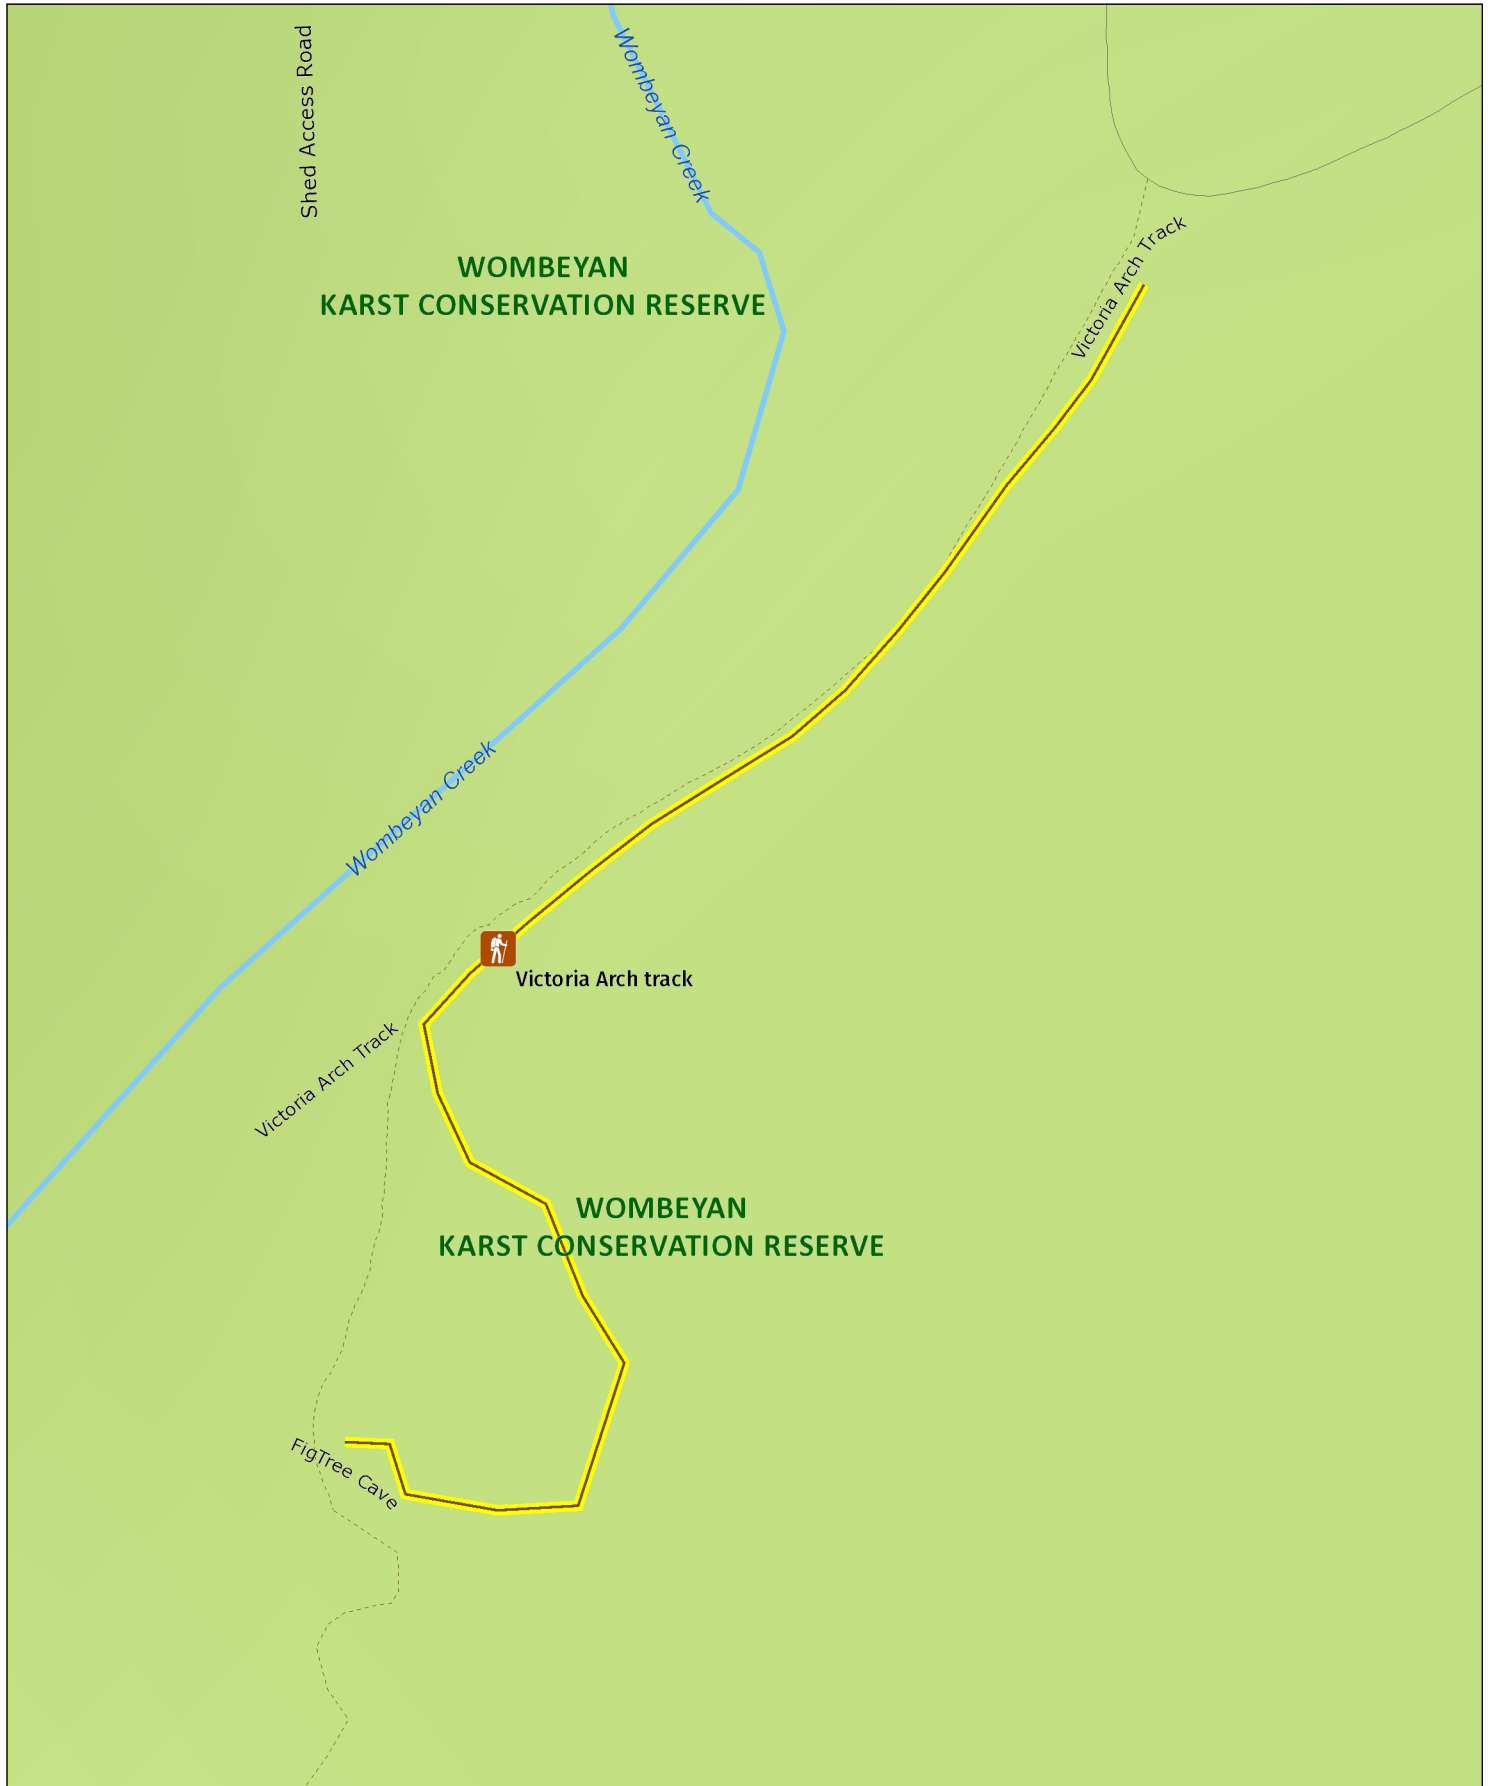 Shed Access Road
Wombeyan Creek
WOMBEYAN
KARST CONSERVATION RESERVE
Victoria Arch Track
Wombeyan Creek
Victoria Arch track
Victoria Arch Track
WOMBEYAN
KARST CONSERVATION RESERVE
FigTree Cave